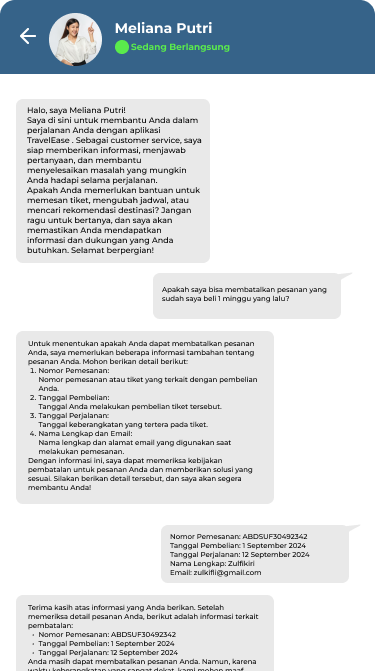 Meliana Putri
Sedang Berlangsung
Halo, saya Meliana Putri!
Saya di sini untuk membantu Anda dalam
perjalanan Anda dengan aplikasi
TravelEase . Sebagai customer service, saya
siap memberikan informasi, menjawab
pertanyaan, dan membantu
menyelesaikan masalah yang mungkin
Anda hadapi selama perjalanan.
Apakah Anda memerlukan bantuan untuk
memesan tiket, mengubah jadwal, atau
mencari rekomendasi destinasi? Jangan
ragu untuk bertanya, dan saya akan
memastikan Anda mendapatkan
informasi dan dukungan yang Anda
butuhkan. Selamat berpergian!
Apakah saya bisa membatalkan pesanan yang
sudah saya beli 1 minggu yang lalu?
Untuk menentukan apakah Anda dapat membatalkan pesanan
Anda, saya memerlukan beberapa informasi tambahan tentang
pesanan Anda. Mohon berikan detail berikut:
1. Nomor Pemesanan:
Nomor pemesanan atau tiket yang terkait dengan pembelian
Anda.
2. Tanggal Pembelian:
Tanggal Anda melakukan pembelian tiket tersebut.
3. Tanggal Perjalanan:
Tanggal keberangkatan yang tertera pada tiket.
4. Nama Lengkap dan Email:
Nama lengkap dan alamat email yang digunakan saat
melakukan pemesanan.
Dengan informasi ini, saya dapat memeriksa kebijakan
pembatalan untuk pesanan Anda dan memberikan solusi yang
sesuai. Silakan berikan detail tersebut, dan saya akan segera
membantu Anda!
Nomor Pemesanan: ABDSUF30492342
Tanggal Pembelian: 1 September 2024
Tanggal Perjalanan: 12 September 2024
Nama Lengkap: Zulffikiri
Email: zulkifli@gmail.com
Terima kasih atas informasi yang Anda berikan. Setelah
memeriksa detail pesanan Anda, berikut adalah informasi terkait
pembatalan:
• Nomor Pemesanan: ABDSUF30492342
• Tanggal Pembelian: 1 September 2024
• Tanggal Perjalanan: 12 September 2024
Anda masih dapat membatalkan pesanan Anda. Namun, karena
waktu keberangkatan yang sangat dekat, kami mohon maaf